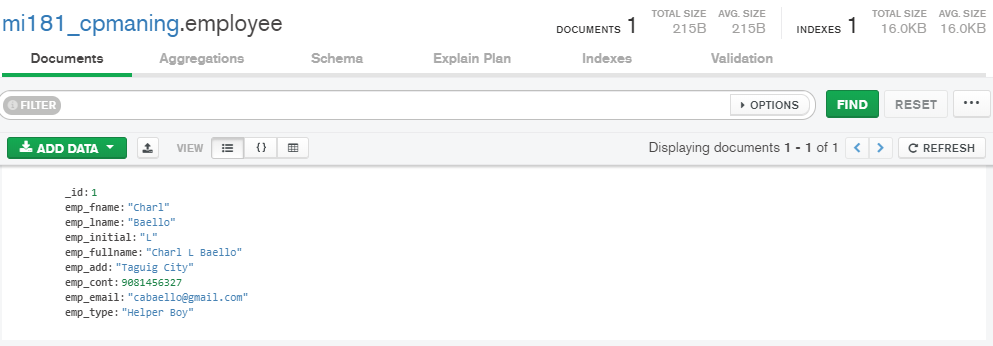 mi181_cpmaning.employee
DOCUMENTS 1 TOTAL SIZE 215B AVG. SIZE 215B INDEXES 1 TOTAL SIZE 16.0KB AVG. SIZE 16.0KB
Documents Aggregations Schema Explain Plan Indexes Validation
FILTER OPTIONS FIND RESET ...
ADD DATA VIEW {} Displaying documents 1 - 1 of 1 < > REFRESH
_id: 1
emp_fname: "Charl"
emp_lname: "Baello"
emp_initial: "L"
emp_fullname: "Charl L Baello"
emp_add: "Taguig City"
emp_cont: 9081456327
emp_email: "cabaello@gmail.com"
emp_type: "Helper Boy"